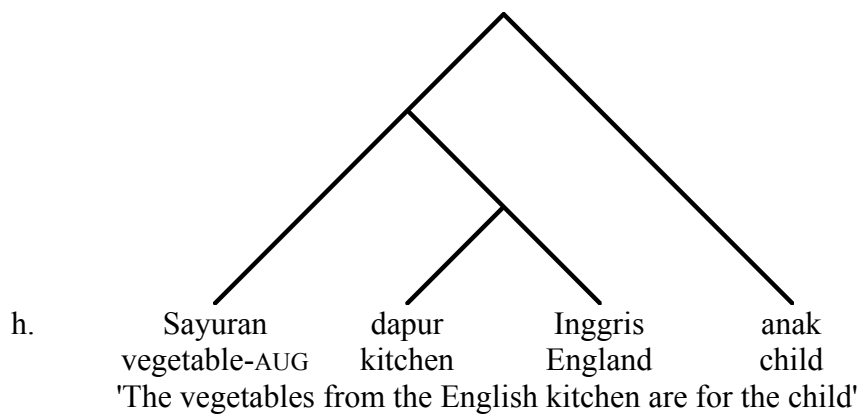 h. Sayuran dapur Inggris anak
vegetable-AUG kitchen England child
'The vegetables from the English kitchen are for the child'